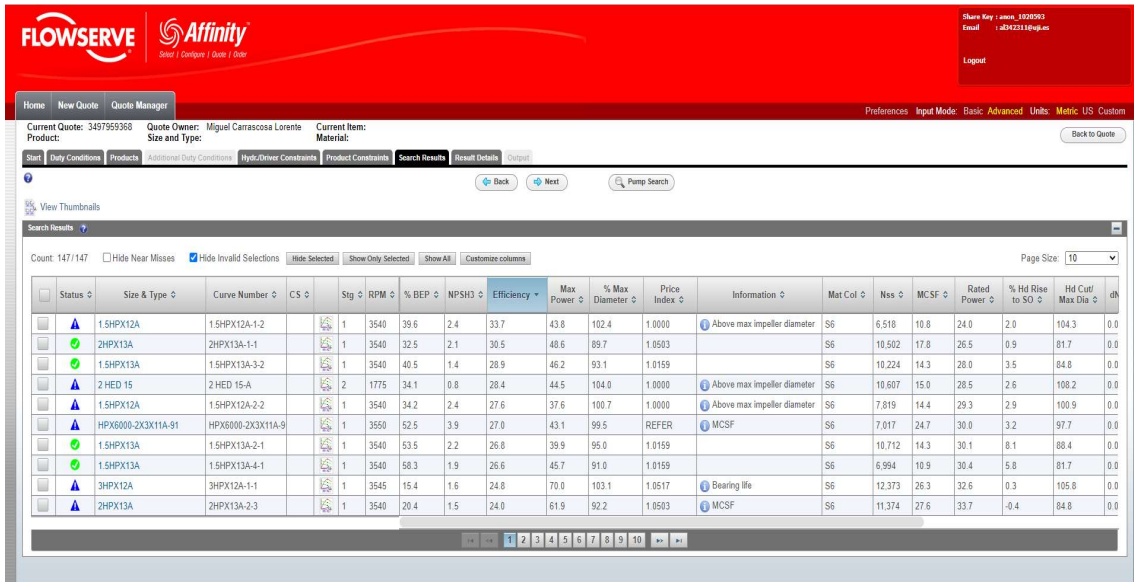 FLOWSERVE
Affinity
Select | Configure | Quote | Order
Share Key : anon_1020593
Email : al342311@uji.es
Logout
Home New Quote Quote Manager
Preferences Input Mode: Basic Advanced Units: Metric US Custom
Current Quote: 3497959368 Quote Owner: Miguel Carrascosa Lorente Current Item:
Product: Size and Type: Material:
Back to Quote
Start Duty Conditions Products Additional Duty Conditions Hydr./Driver Constraints Product Constraints Search Results Result Details Output
Back Next Pump Search
View Thumbnails
Search Results
Count: 147/147 Hide Near Misses Hide Invalid Selections Hide Selected Show Only Selected Show All Customize columns Page Size: 10
Status Size & Type Curve Number CS Stg RPM % BEP NPSH3 Efficiency Max Power % Max Diameter Price Index Information Mat Col Nss MCSF Rated Power % Hd Rise to SO Hd Cut/ Max Dia dN
1.5HPX12A 1.5HPX12A-1-2 1 3540 39.6 2.4 33.7 43.8 102.4 1.0000 Above max impeller diameter S6 6,518 10.8 24.0 2.0 104.3 0.0
2HPX13A 2HPX13A-1-1 1 3540 32.5 2.1 30.5 48.6 89.7 1.0503 S6 10,502 17.8 26.5 0.9 81.7 0.0
1.5HPX13A 1.5HPX13A-3-2 1 3540 40.5 1.4 28.9 46.2 93.1 1.0159 S6 10,224 14.3 28.0 3.5 84.8 0.0
2 HED 15 2 HED 15-A 2 1775 34.1 0.8 28.4 44.5 104.0 1.0000 Above max impeller diameter S6 10,607 15.0 28.5 2.6 108.2 0.0
1.5HPX12A 1.5HPX12A-2-2 1 3540 34.2 2.4 27.6 37.6 100.7 1.0000 Above max impeller diameter S6 7,819 14.4 29.3 2.9 100.9 0.0
HPX6000-2X3X11A-91 HPX6000-2X3X11A-9 1 3550 52.5 3.9 27.0 43.1 99.5 REFER MCSF S6 7,017 24.7 30.0 3.2 97.7 0.0
1.5HPX13A 1.5HPX13A-2-1 1 3540 53.5 2.2 26.8 39.9 95.0 1.0159 S6 10,712 14.3 30.1 8.1 88.4 0.0
1.5HPX13A 1.5HPX13A-4-1 1 3540 58.3 1.9 26.6 45.7 91.0 1.0159 S6 6,994 10.9 30.4 5.8 81.7 0.0
3HPX12A 3HPX12A-1-1 1 3545 15.4 1.6 24.8 70.0 103.1 1.0517 Bearing life S6 12,373 26.3 32.6 0.3 105.8 0.0
2HPX13A 2HPX13A-2-3 1 3540 20.4 1.5 24.0 61.9 92.2 1.0503 MCSF S6 11,374 27.6 33.7 -0.4 84.8 0.0
1 2 3 4 5 6 7 8 9 10